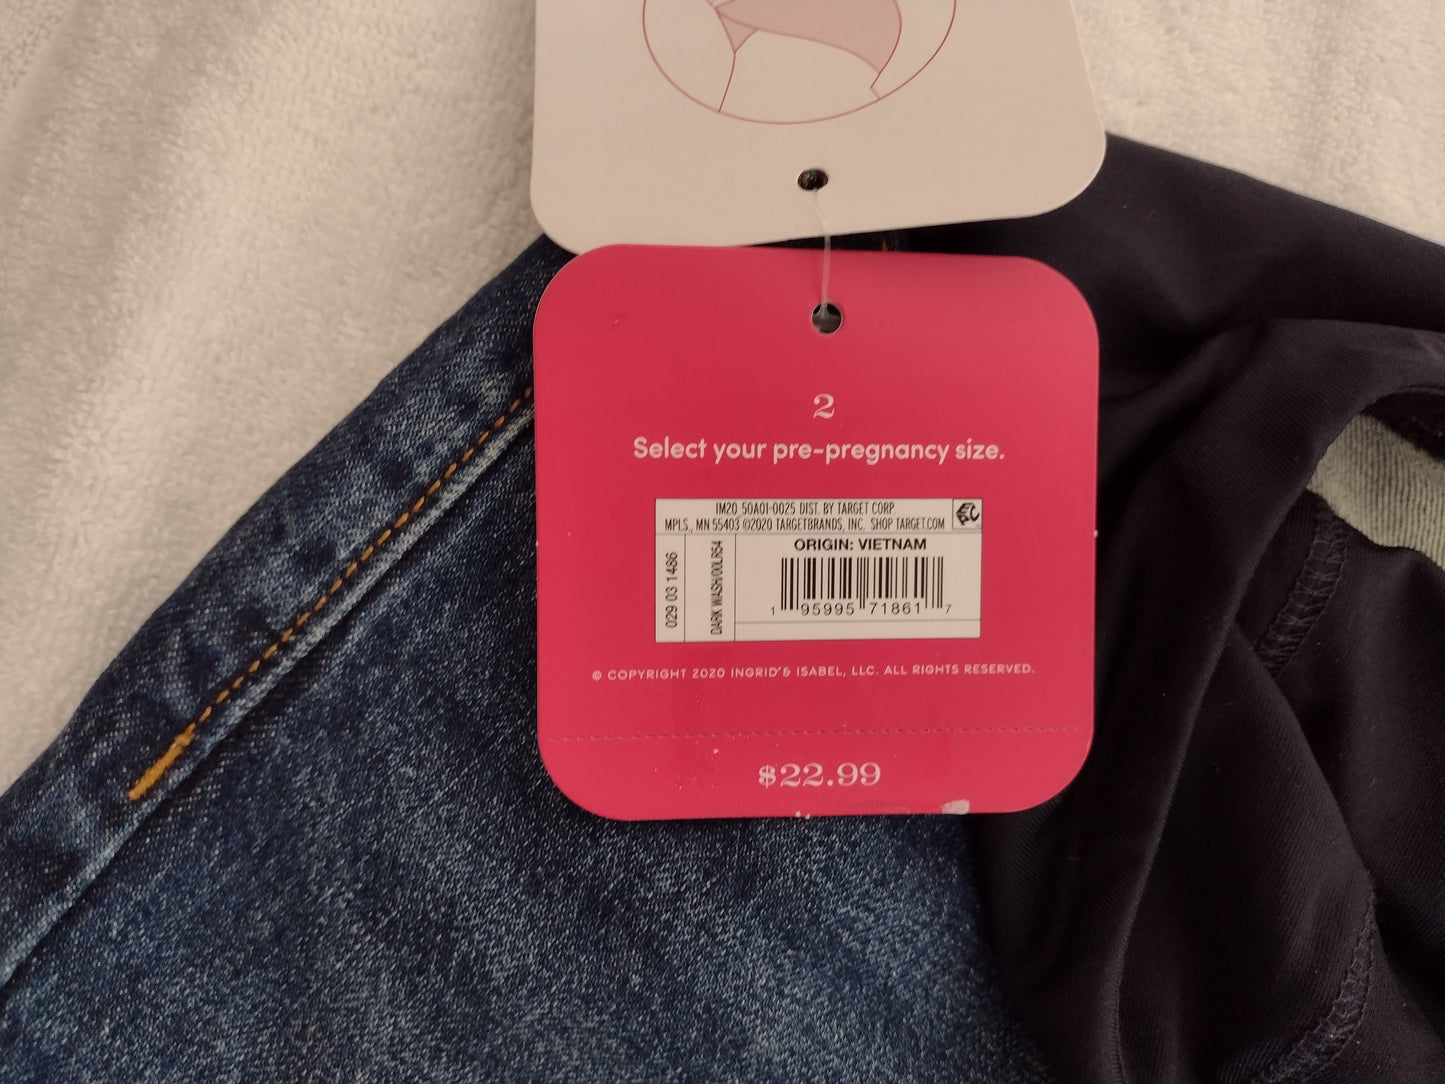 2
Select your pre-pregnancy size.
IM20 50A01-0025 DIST. BY TARGET CORP.
MPLS., MN 55403 ©2020 TARGETBRANDS, INC. SHOP TARGET.COM
ORIGIN: VIETNAM
029 03 1486
DARK WASH/00LR54
1 95995 71861 7
© COPYRIGHT 2020 INGRID & ISABEL, LLC. ALL RIGHTS RESERVED.
$22.99